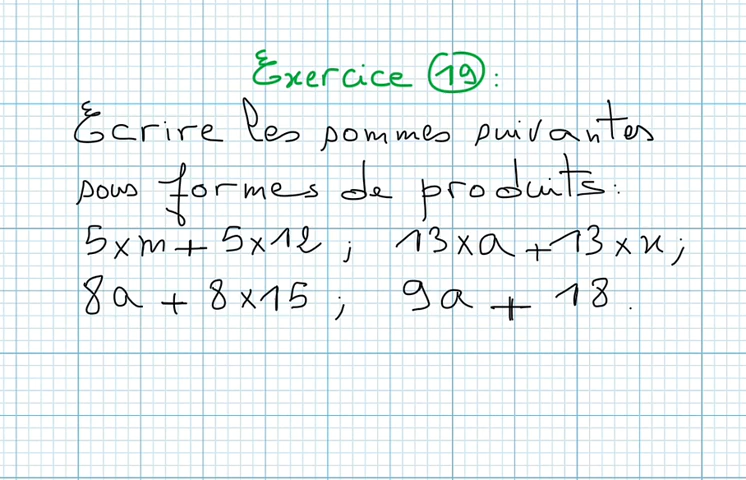 Exercice 19 :
Ecrire les sommes suivantes
sous formes de produits:
5×m + 5×12 ; 13×a + 13×x ;
8a + 8×15 ; 9a + 18.